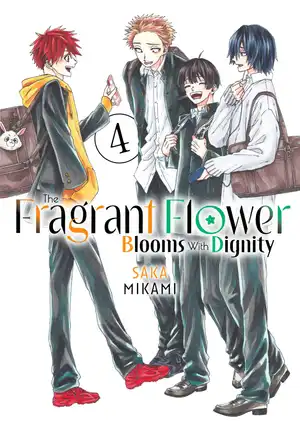 4
The
Fragrant Flower
Blooms With Dignity
SAKA
MIKAMI